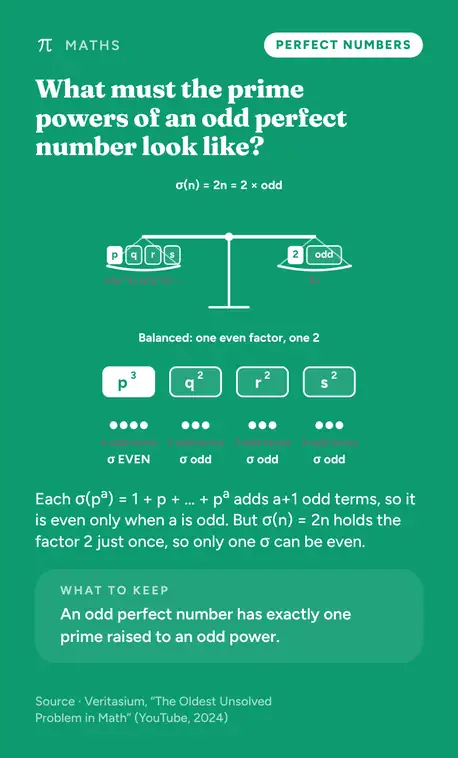 π MATHS
PERFECT NUMBERS
What must the prime
powers of an odd perfect
number look like?
σ(n) = 2n = 2 × odd
p q r s
2 odd
Balanced: one even factor, one 2
p³ q² r² s²
σ EVEN σ odd σ odd σ odd
Each σ(pᵃ) = 1 + p + … + pᵃ adds a+1 odd terms, so it
is even only when a is odd. But σ(n) = 2n holds the
factor 2 just once, so only one σ can be even.
WHAT TO KEEP
An odd perfect number has exactly one
prime raised to an odd power.
Source · Veritasium, “The Oldest Unsolved
Problem in Math” (YouTube, 2024)